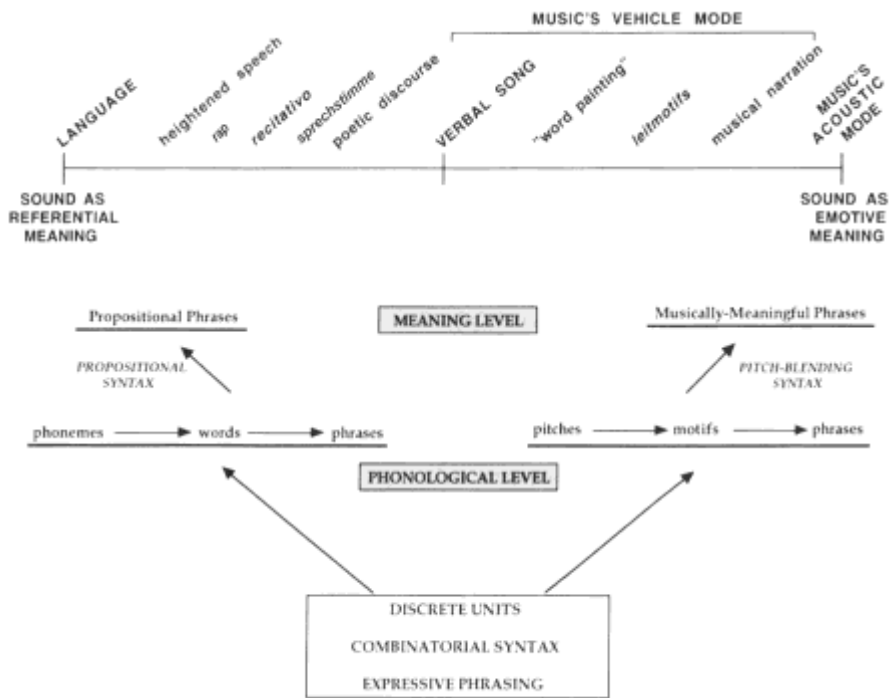 MUSIC'S VEHICLE MODE
LANGUAGE
heightened speech
rap
recitativo
sprechstimme
poetic discourse
VERBAL SONG
"word painting"
leitmotifs
musical narration
MUSIC'S
ACOUSTIC
MODE
SOUND AS
REFERENTIAL
MEANING
SOUND AS
EMOTIVE
MEANING
Propositional Phrases
MEANING LEVEL
Musically-Meaningful Phrases
PROPOSITIONAL
SYNTAX
PITCH-BLENDING
SYNTAX
phonemes
words
phrases
pitches
motifs
phrases
PHONOLOGICAL LEVEL
DISCRETE UNITS
COMBINATORIAL SYNTAX
EXPRESSIVE PHRASING